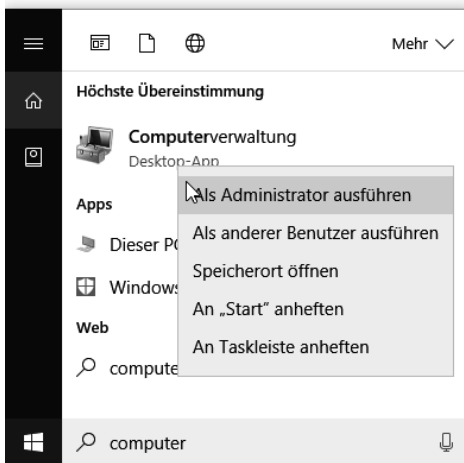 Mehr
Höchste Übereinstimmung
Computerverwaltung
Desktop-App
Als Administrator ausführen
Apps
Als anderer Benutzer ausführen
Dieser
Speicherort öffnen
Windows
An „Start” anheften
Web
An Taskleiste anheften
compute
computer